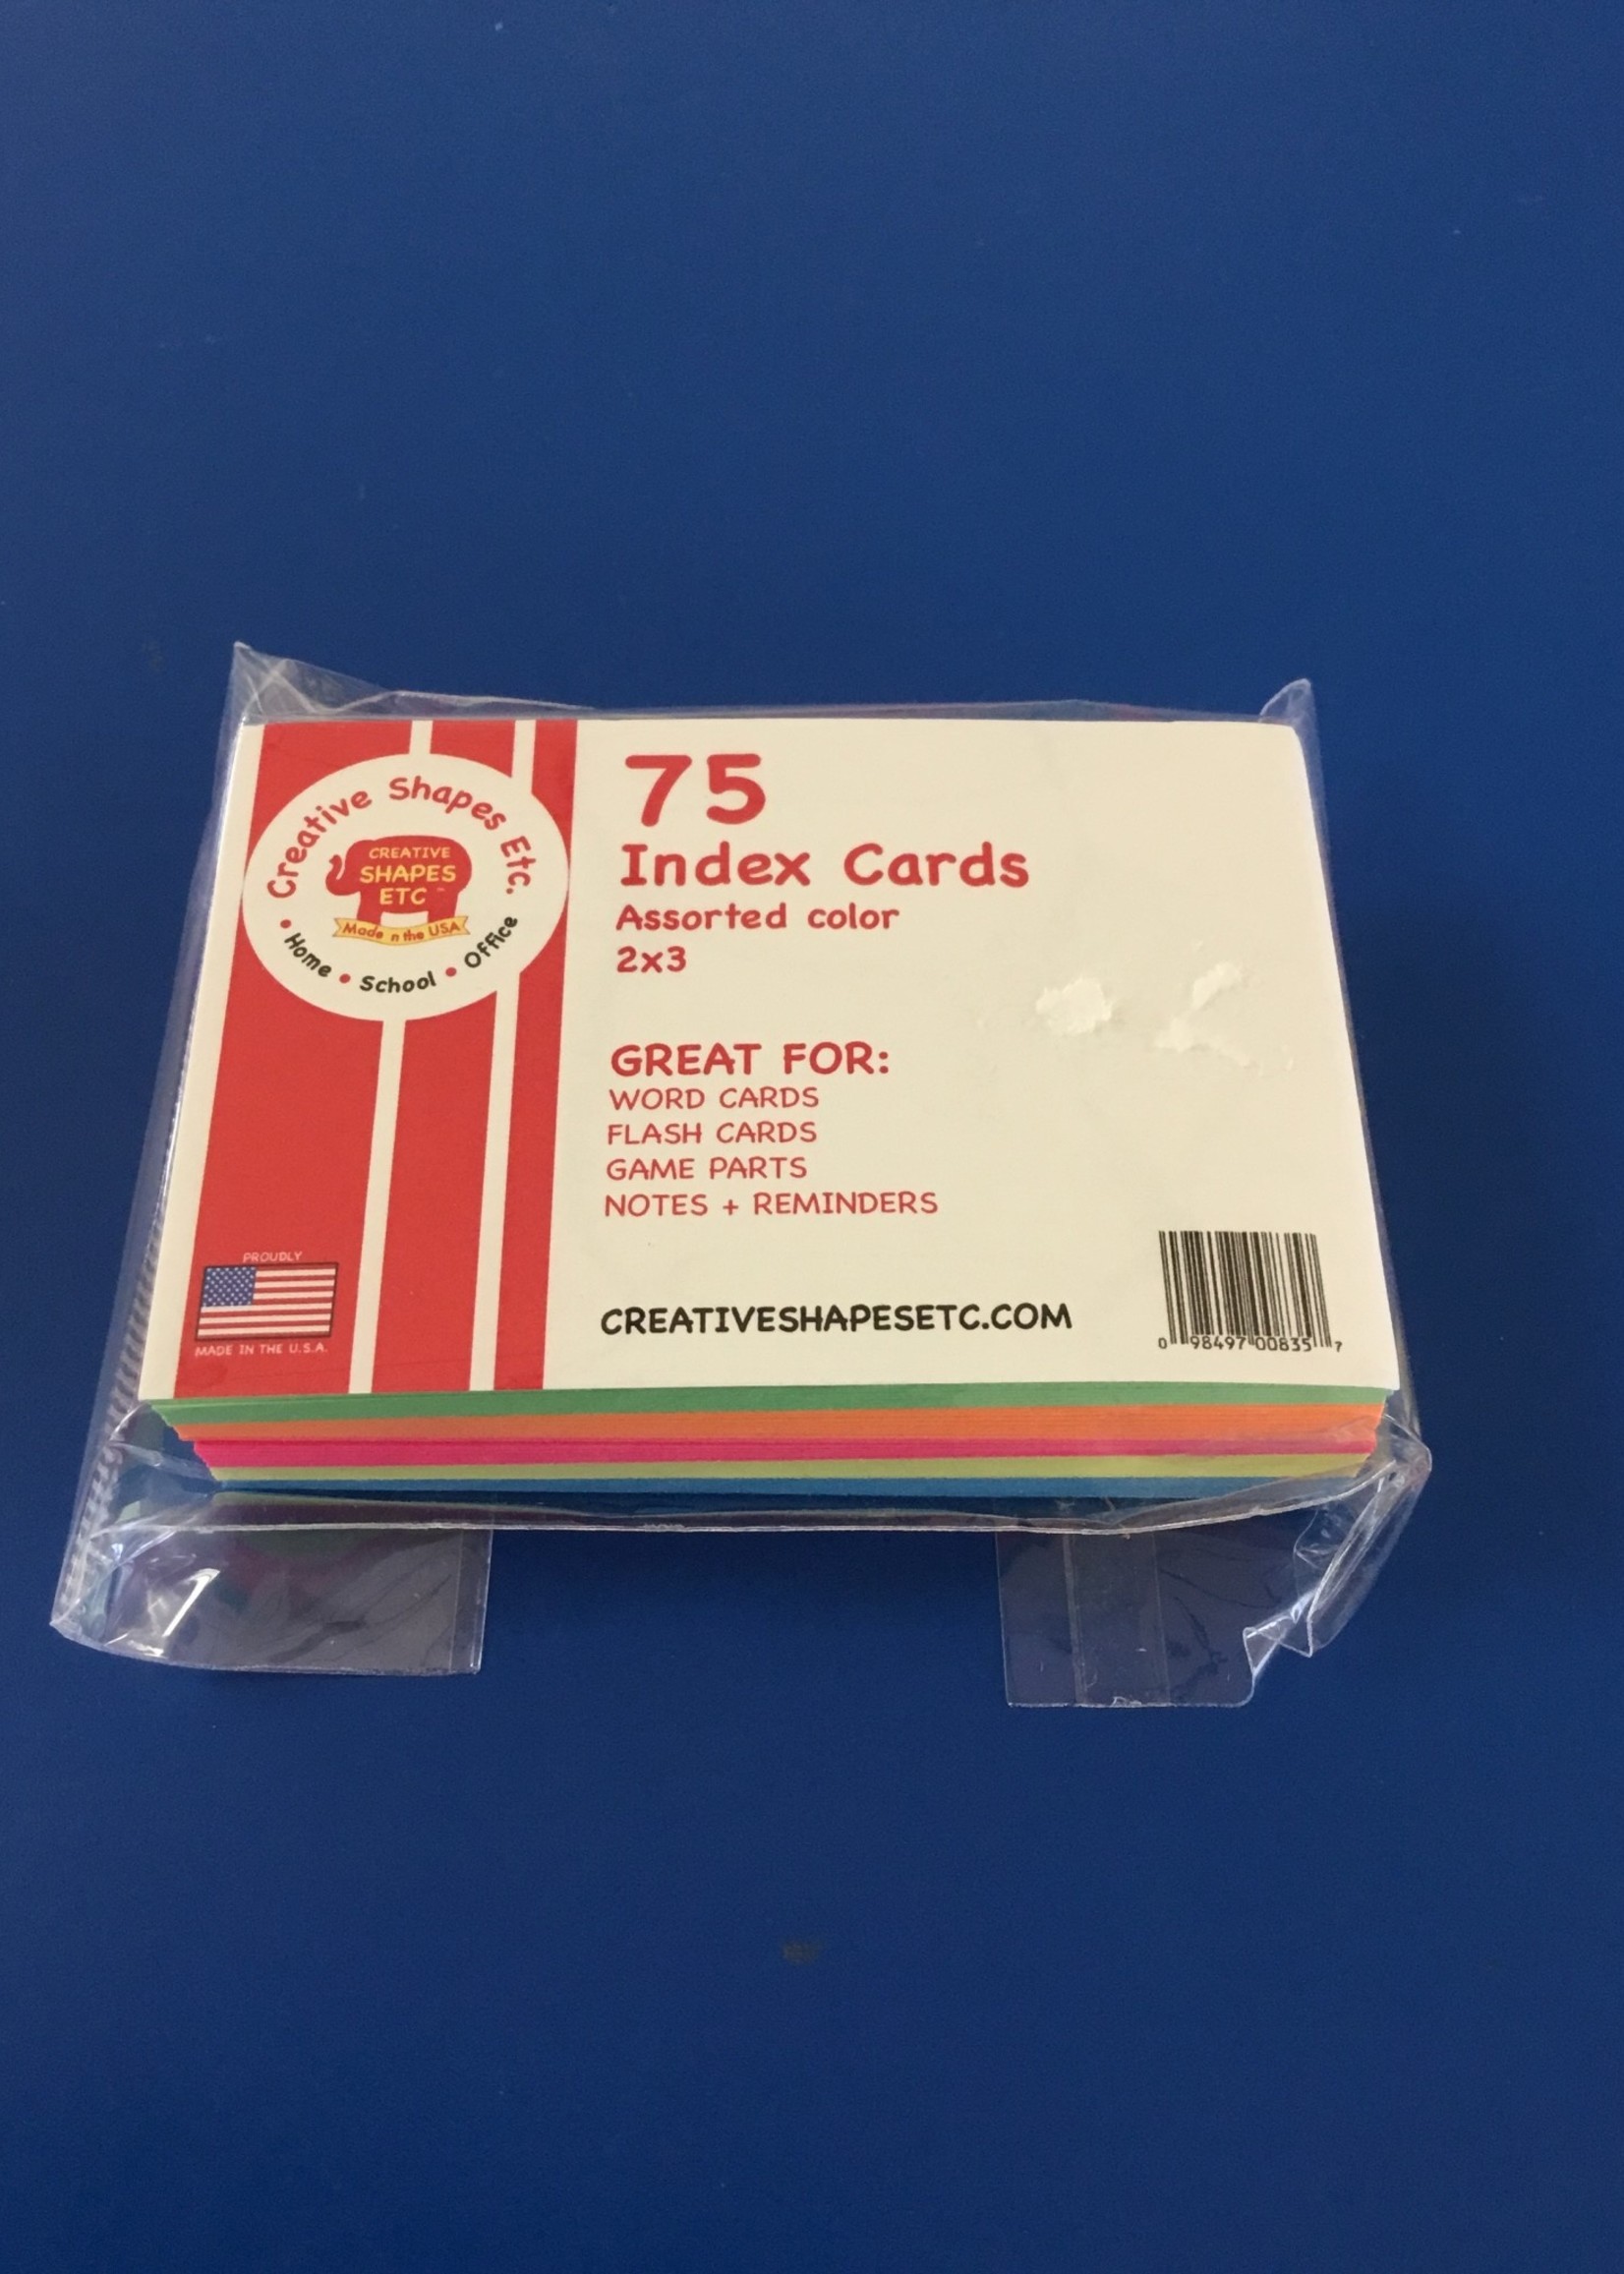 Creative Shapes Etc.
CREATIVE
SHAPES
ETC ™
Made n the USA
• Home • School • Office
PROUDLY
MADE IN THE U.S.A.
75
Index Cards
Assorted color
2x3
GREAT FOR:
WORD CARDS
FLASH CARDS
GAME PARTS
NOTES + REMINDERS
CREATIVESHAPESETC.COM
0 98497 00835 7